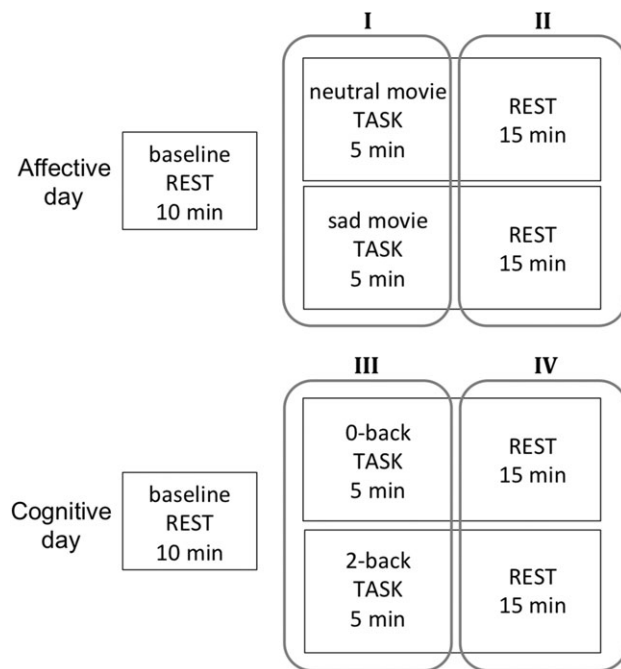 I
II
Affective
day
baseline
REST
10 min
neutral movie
TASK
5 min
REST
15 min
sad movie
TASK
5 min
REST
15 min
III
IV
Cognitive
day
baseline
REST
10 min
0-back
TASK
5 min
REST
15 min
2-back
TASK
5 min
REST
15 min